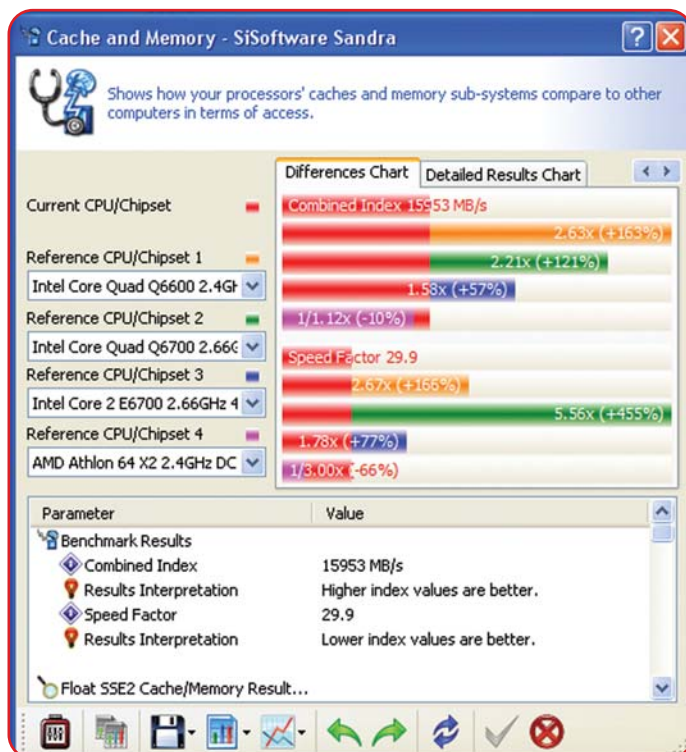 Cache and Memory - SiSoftware Sandra
Shows how your processors' caches and memory sub-systems compare to other
computers in terms of access.
Differences Chart Detailed Results Chart
Current CPU/Chipset
Combined Index 15953 MB/s
2.63x (+163%)
Reference CPU/Chipset 1
2.21x (+121%)
Intel Core Quad Q6600 2.4GH
1.58x (+57%)
Reference CPU/Chipset 2
1/1.12x (-10%)
Intel Core Quad Q6700 2.66G
Speed Factor 29.9
Reference CPU/Chipset 3
2.67x (+166%)
Intel Core 2 E6700 2.66GHz 4
5.56x (+455%)
Reference CPU/Chipset 4
1.78x (+77%)
AMD Athlon 64 X2 2.4GHz DC
1/3.00x (-66%)
Parameter Value
Benchmark Results
Combined Index 15953 MB/s
Results Interpretation Higher index values are better.
Speed Factor 29.9
Results Interpretation Lower index values are better.
Float SSE2 Cache/Memory Result...